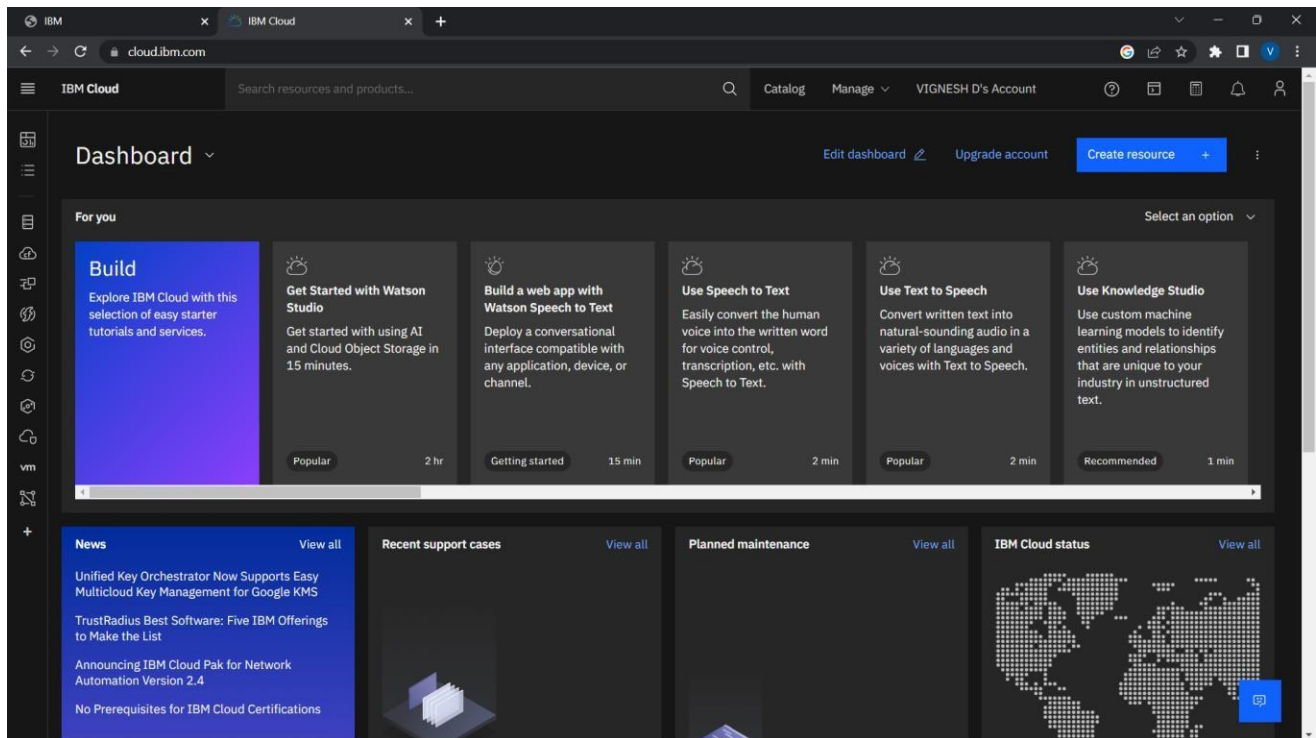 IBM
IBM Cloud
cloud.ibm.com
V
IBM Cloud
Search resources and products...
Catalog
Manage
VIGNESH D's Account
Dashboard
Edit dashboard
Upgrade account
Create resource +
For you
Select an option
Build
Explore IBM Cloud with this
selection of easy starter
tutorials and services.
Get Started with Watson
Studio
Get started with using AI
and Cloud Object Storage in
15 minutes.
Popular
2 hr
Build a web app with
Watson Speech to Text
Deploy a conversational
interface compatible with
any application, device, or
channel.
Getting started
15 min
Use Speech to Text
Easily convert the human
voice into the written word
for voice control,
transcription, etc. with
Speech to Text.
Popular
2 min
Use Text to Speech
Convert written text into
natural-sounding audio in a
variety of languages and
voices with Text to Speech.
Popular
2 min
Use Knowledge Studio
Use custom machine
learning models to identify
entities and relationships
that are unique to your
industry in unstructured
text.
Recommended
1 min
vm
News
View all
Unified Key Orchestrator Now Supports Easy
Multicloud Key Management for Google KMS
TrustRadius Best Software: Five IBM Offerings
to Make the List
Announcing IBM Cloud Pak for Network
Automation Version 2.4
No Prerequisites for IBM Cloud Certifications
Recent support cases
View all
Planned maintenance
View all
IBM Cloud status
View all